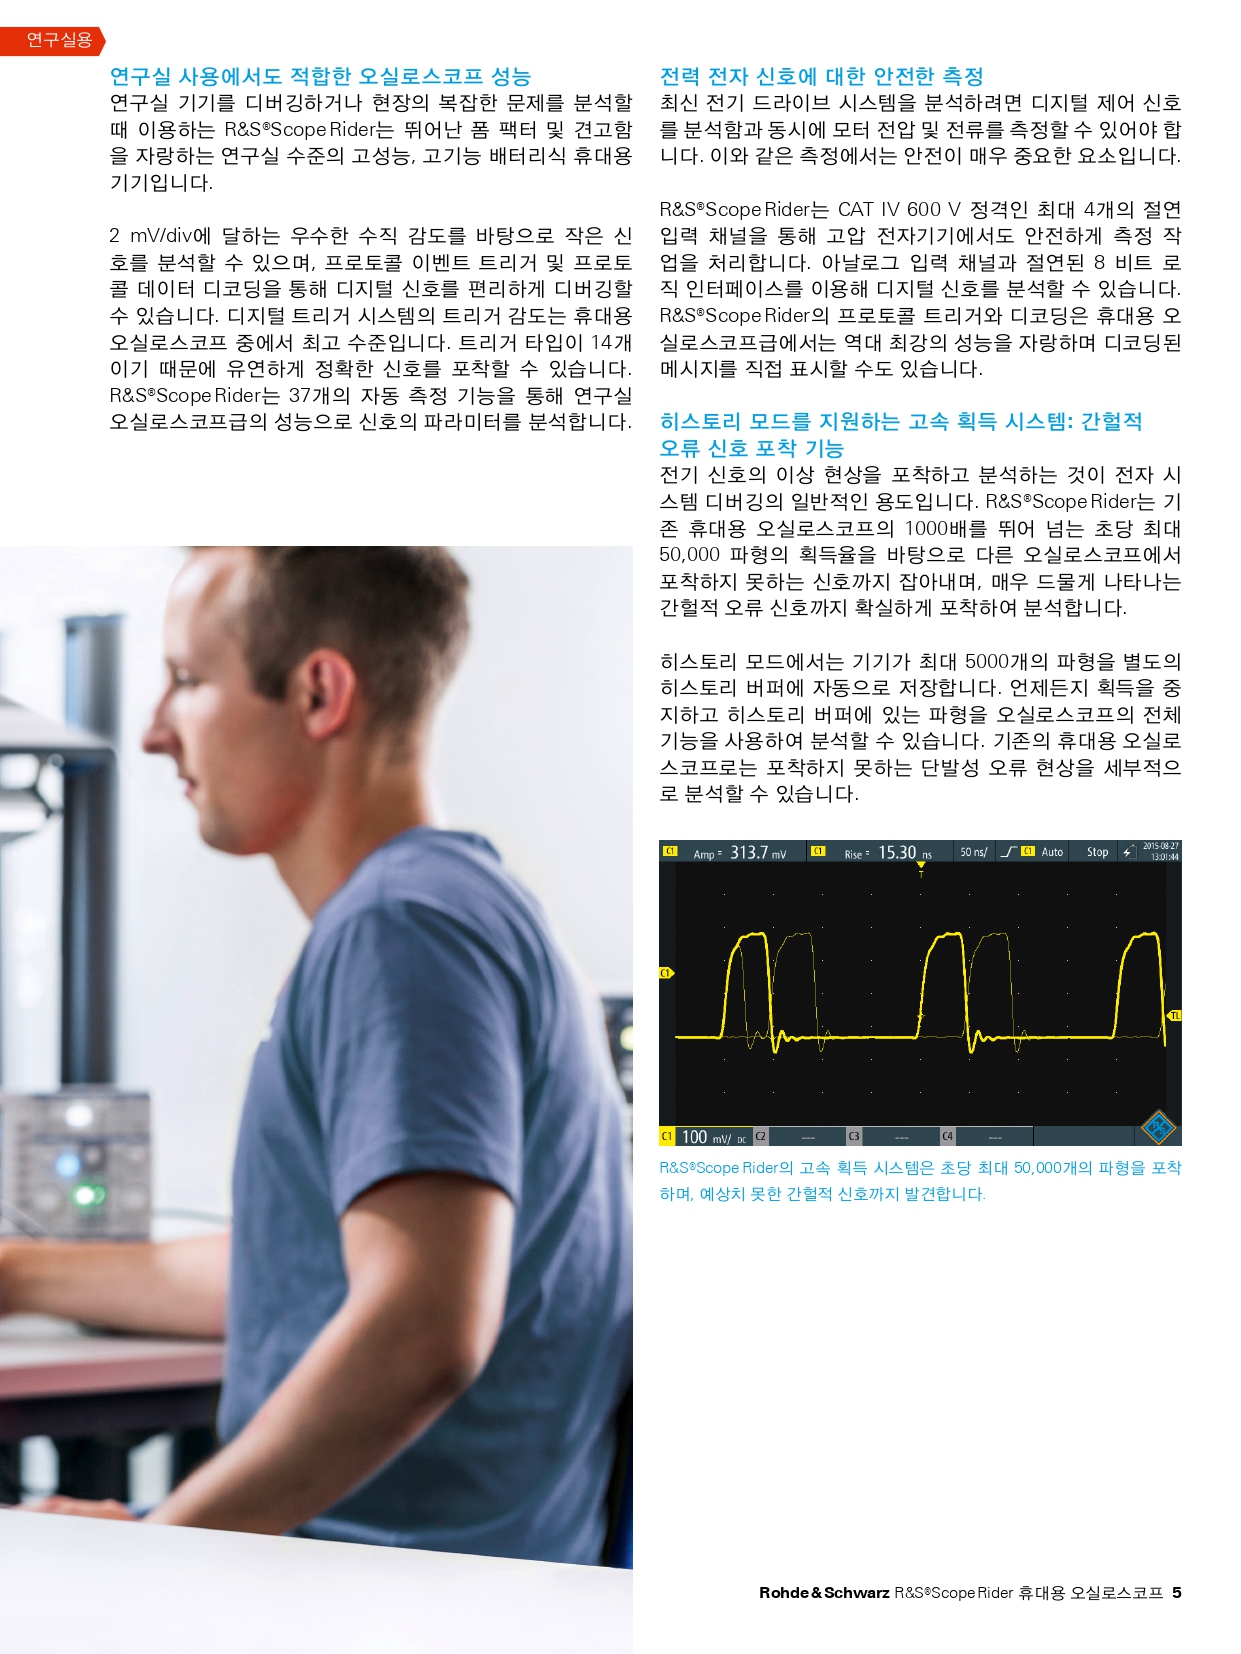 연구실용
연구실 사용에서도 적합한 오실로스코프 성능
연구실 기기를 디버깅하거나 현장의 복잡한 문제를 분석할
때 이용하는 R&S®Scope Rider는 뛰어난 폼 팩터 및 견고함
을 자랑하는 연구실 수준의 고성능, 고기능 배터리식 휴대용
기기입니다.
2 mV/div에 달하는 우수한 수직 감도를 바탕으로 작은 신
호를 분석할 수 있으며, 프로토콜 이벤트 트리거 및 프로토
콜 데이터 디코딩을 통해 디지털 신호를 편리하게 디버깅할
수 있습니다. 디지털 트리거 시스템의 트리거 감도는 휴대용
오실로스코프 중에서 최고 수준입니다. 트리거 타입이 14개
이기 때문에 유연하게 정확한 신호를 포착할 수 있습니다.
R&S®Scope Rider는 37개의 자동 측정 기능을 통해 연구실
오실로스코프급의 성능으로 신호의 파라미터를 분석합니다.
전력 전자 신호에 대한 안전한 측정
최신 전기 드라이브 시스템을 분석하려면 디지털 제어 신호
를 분석함과 동시에 모터 전압 및 전류를 측정할 수 있어야 합
니다. 이와 같은 측정에서는 안전이 매우 중요한 요소입니다.
R&S®Scope Rider는 CAT IV 600 V 정격인 최대 4개의 절연
입력 채널을 통해 고압 전자기기에서도 안전하게 측정 작
업을 처리합니다. 아날로그 입력 채널과 절연된 8 비트 로
직 인터페이스를 이용해 디지털 신호를 분석할 수 있습니다.
R&S®Scope Rider의 프로토콜 트리거와 디코딩은 휴대용 오
실로스코프급에서는 역대 최강의 성능을 자랑하며 디코딩된
메시지를 직접 표시할 수도 있습니다.
히스토리 모드를 지원하는 고속 획득 시스템: 간헐적
오류 신호 포착 기능
전기 신호의 이상 현상을 포착하고 분석하는 것이 전자 시
스템 디버깅의 일반적인 용도입니다. R&S®Scope Rider는 기
존 휴대용 오실로스코프의 1000배를 뛰어 넘는 초당 최대
50,000 파형의 획득율을 바탕으로 다른 오실로스코프에서
포착하지 못하는 신호까지 잡아내며, 매우 드물게 나타나는
간헐적 오류 신호까지 확실하게 포착하여 분석합니다.
히스토리 모드에서는 기기가 최대 5000개의 파형을 별도의
히스토리 버퍼에 자동으로 저장합니다. 언제든지 획득을 중
지하고 히스토리 버퍼에 있는 파형을 오실로스코프의 전체
기능을 사용하여 분석할 수 있습니다. 기존의 휴대용 오실로
스코프로는 포착하지 못하는 단발성 오류 현상을 세부적으
로 분석할 수 있습니다.
C1 Amp = 313.7 mV C1 Rise = 15.30 ns 50 ns/ C1 Auto Stop 2015-08-27
13:01:44
T
C1
TL
C1 100 mV/ DC C2 --- C3 --- C4 ---
R&S®Scope Rider의 고속 획득 시스템은 초당 최대 50,000개의 파형을 포착
하며, 예상치 못한 간헐적 신호까지 발견합니다.
Rohde & Schwarz R&S®Scope Rider 휴대용 오실로스코프 5